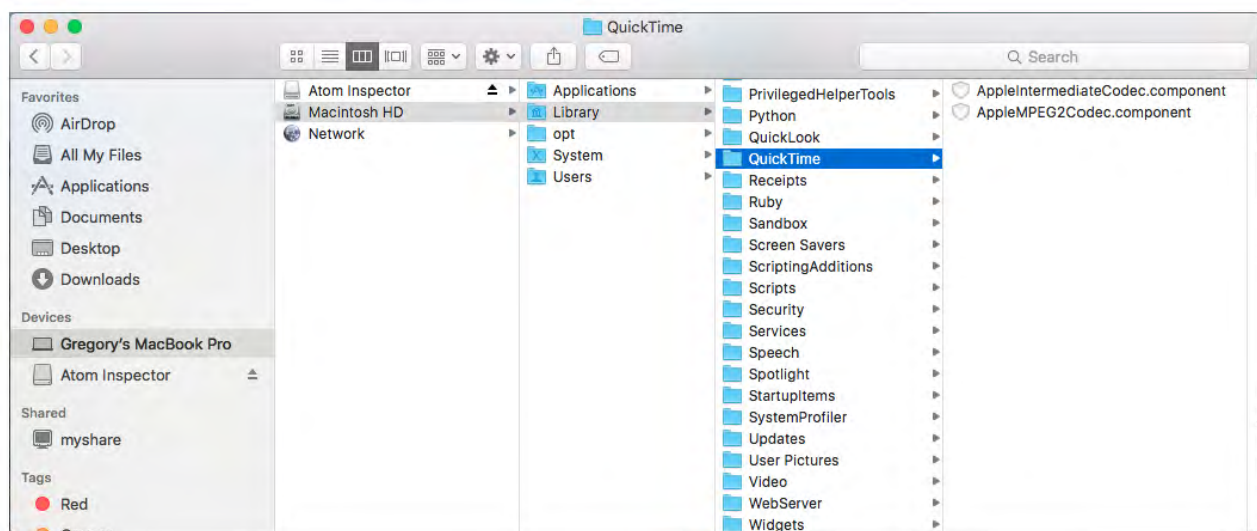 QuickTime
Search
Favorites
AirDrop
All My Files
Applications
Documents
Desktop
Downloads
Devices
Gregory's MacBook Pro
Atom Inspector
Shared
myshare
Tags
Red
Atom Inspector
Macintosh HD
Network
Applications
Library
opt
System
Users
PrivilegedHelperTools
Python
QuickLook
QuickTime
Receipts
Ruby
Sandbox
Screen Savers
ScriptingAdditions
Scripts
Security
Services
Speech
Spotlight
StartupItems
SystemProfiler
Updates
User Pictures
Video
WebServer
Widgets
AppleIntermediateCodec.component
AppleMPEG2Codec.component